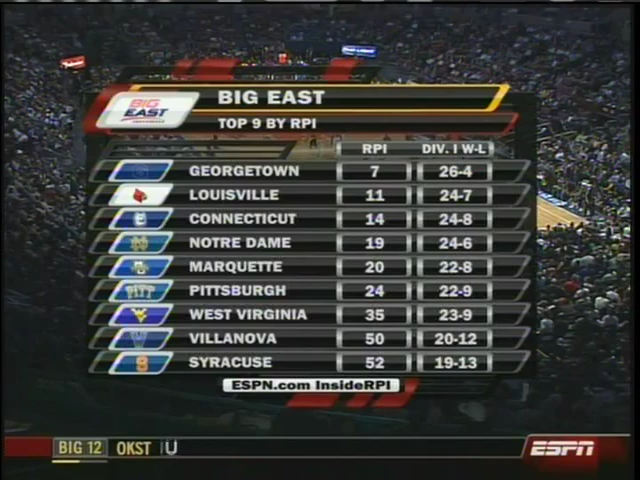 BIG EAST
BIG EAST
TOP 9 BY RPI
RPI DIV. I W-L
GEORGETOWN 7 26-4
LOUISVILLE 11 24-7
CONNECTICUT 14 24-8
NOTRE DAME 19 24-6
MARQUETTE 20 22-8
PITT PITTSBURGH 24 22-9
WEST VIRGINIA 35 23-9
VILLANOVA 50 20-12
S SYRACUSE 52 19-13
ESPN.com InsideRPI
BIG 12 OKST
ESPN